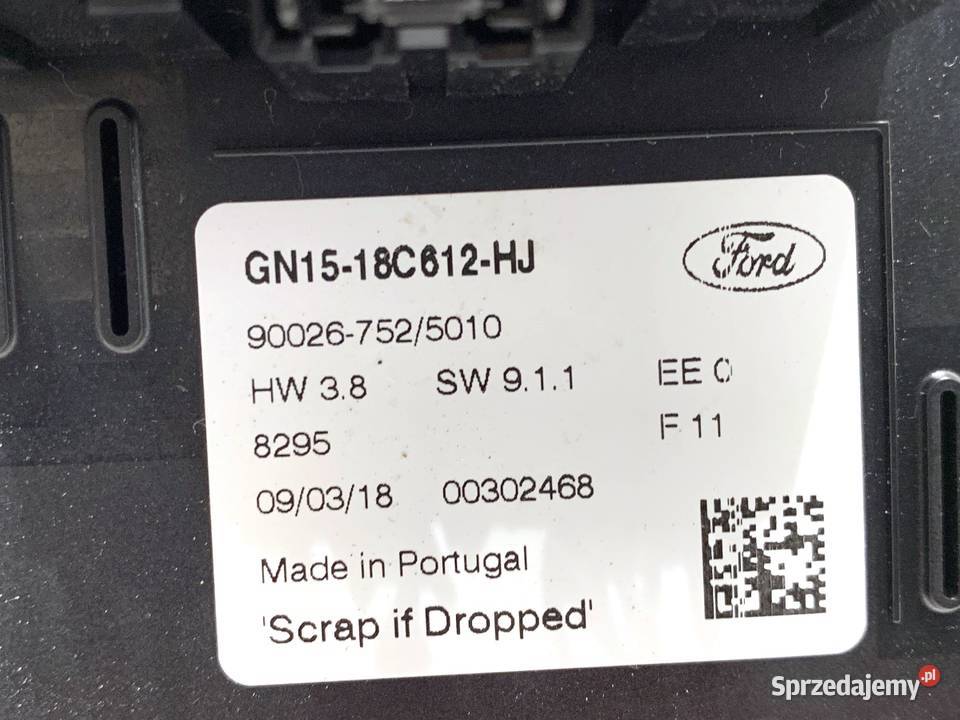 GN15-18C612-HJ
Ford
90026-752/5010
HW 3.8 SW 9.1.1 EE 0
8295 F 11
09/03/18 00302468
Made in Portugal
'Scrap if Dropped'
Sprzedajemy.pl